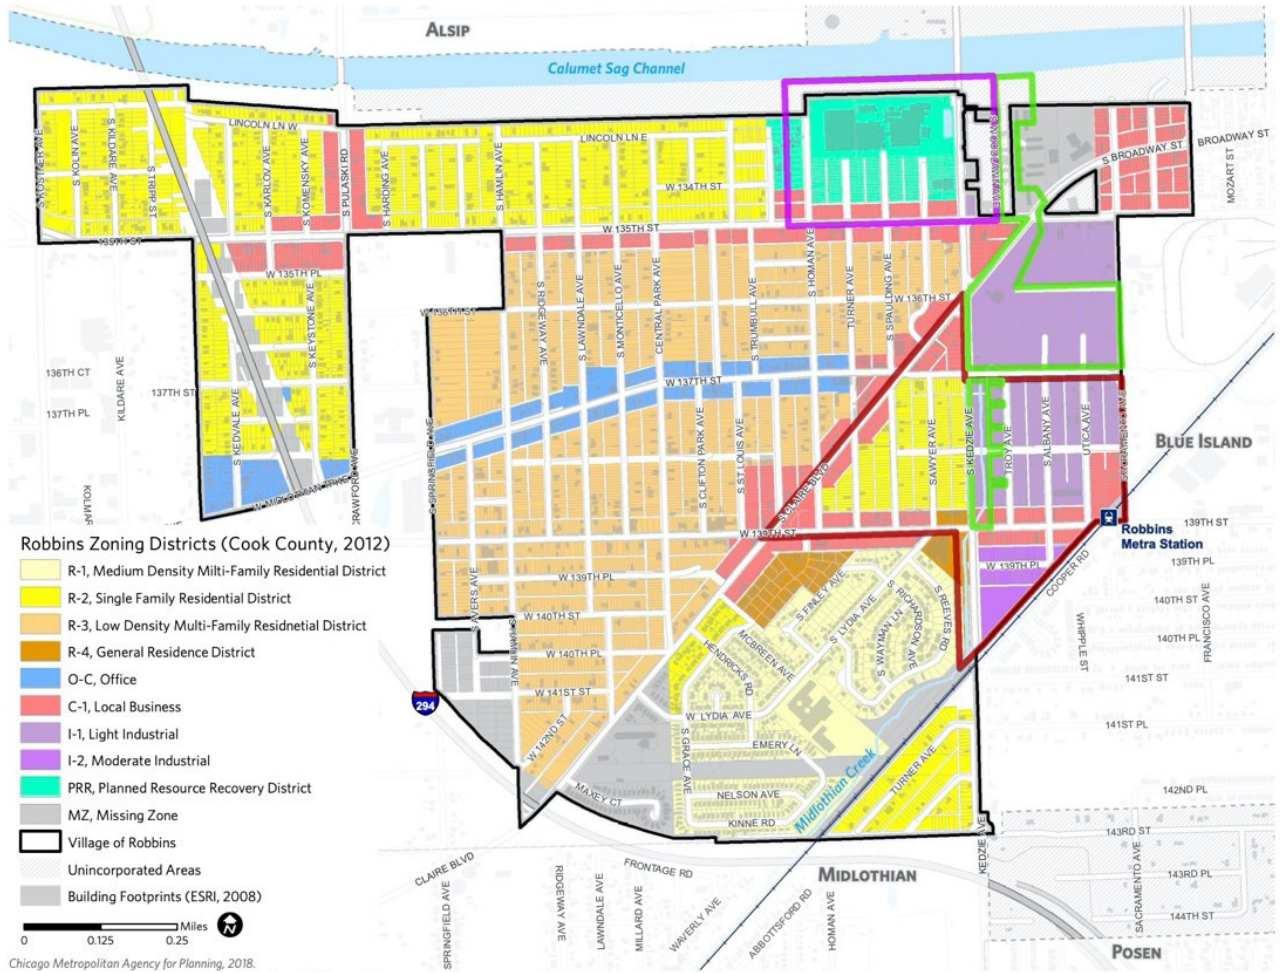 ALSIP
Calumet Sag Channel
LINCOLN LN W
LINCOLN LN E
BROADWAY ST
S BROADWAY ST
MOZART ST
S KOSTNER AVE
S KOLIN AVE
S KILDARE AVE
S TRIPP ST
S KARLOV AVE
S KOMENSKY AVE
S PULASKI RD
S HARDING AVE
S HAMLIN AVE
W 134TH ST
135TH ST
W 135TH ST
W 135TH PL
S KEYSTONE AVE
S RIDGEWAY AVE
S LAWNDALE AVE
S MONTICELLO AVE
CENTRAL PARK AVE
S TRUMBULL AVE
S HOMAN AVE
TURNER AVE
S SPAULDING AVE
W 136TH ST
W 136TH ST
136TH CT
KILDARE AVE
137TH PL
137TH ST
W 137TH ST
S KEDVALE AVE
S SPRINGFIELD AVE
S CLIFTON PARK AVE
S ST LOUIS AVE
SAWYER AVE
S KEDZIE AVE
TROY AVE
S ALBANY AVE
UTICA AVE
BLUE ISLAND
S CLAIRE BLVD
KOLMAR
W 139TH ST
139TH ST
Robbins
Metra Station
Robbins Zoning Districts (Cook County, 2012)
R-1, Medium Density Milti-Family Residential District
R-2, Single Family Residential District
R-3, Low Density Multi-Family Residnetial District
R-4, General Residence District
O-C, Office
C-1, Local Business
I-1, Light Industrial
I-2, Moderate Industrial
PRR, Planned Resource Recovery District
MZ, Missing Zone
Village of Robbins
Unincorporated Areas
Building Footprints (ESRI, 2008)
Miles
0
0.125
0.25
N
Chicago Metropolitan Agency for Planning, 2018.
W 139TH PL
W 139TH PL
139TH PL
COOPER RD
S AVERS AVE
W 140TH ST
140TH ST
W 140TH PL
140TH PL
W 141ST ST
141ST ST
141ST PL
W 142ND ST
142ND PL
WHIPPLE ST
FRANCISCO AVE
S FINLEY AVE
S LYDIA AVE
S WAYMAN LN
RICHARDSON AVE
S REEVES RD
MCBREEN AVE
HENDRICKS RD
W LYDIA AVE
S GRACE AVE
EMERY LN
NELSON AVE
KINNE RD
MAXEY CT
TURNER AVE
Midlothian Creek
294
KEDZIE AVE
143RD ST
143RD PL
144TH ST
SACRAMENTO AVE
MIDLOTHIAN
POSEN
CLAIRE BLVD
FRONTAGE RD
SPRINGFIELD AVE
RIDGEWAY AVE
LAWNDALE AVE
MILLARD AVE
WAVERLY AVE
ABBOTTSFORD RD
HOMAN AVE